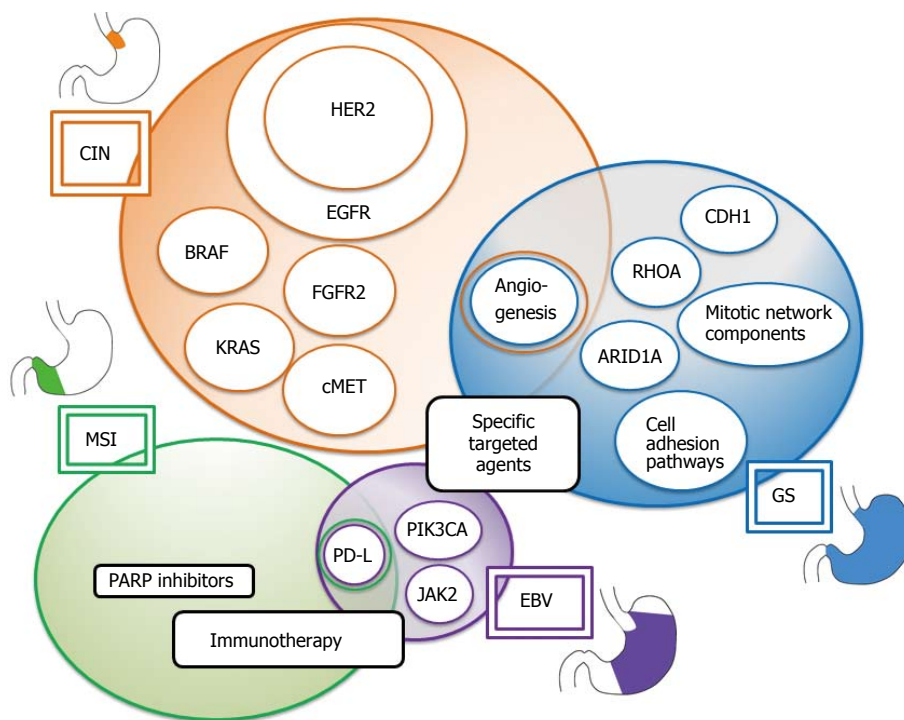 HER2
CIN
EGFR
CDH1
BRAF
RHOA
FGFR2
Angio-
genesis
Mitotic network
components
KRAS
ARID1A
cMET
Specific
targeted
agents
Cell
adhesion
pathways
MSI
GS
PIK3CA
PD-L
PARP inhibitors
JAK2
EBV
Immunotherapy